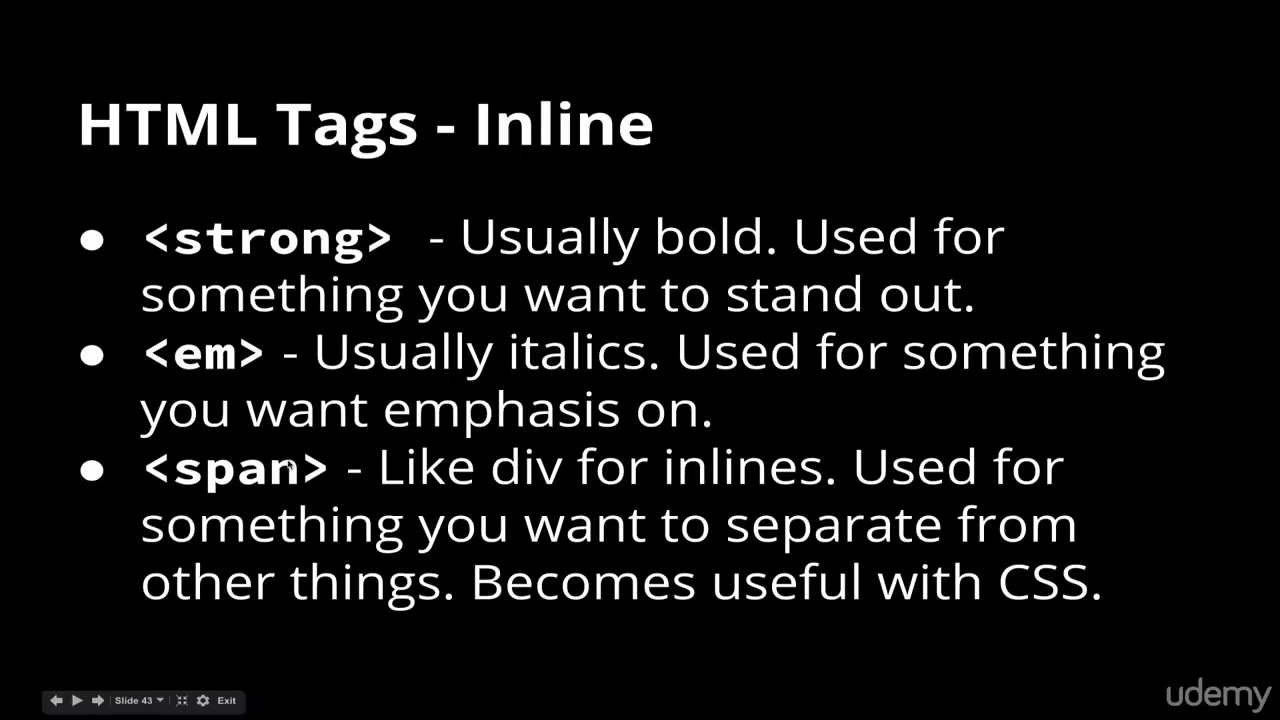 HTML Tags - Inline
● <strong> - Usually bold. Used for
something you want to stand out.
● <em> - Usually italics. Used for something
you want emphasis on.
● <span> - Like div for inlines. Used for
something you want to separate from
other things. Becomes useful with CSS.
Slide 43 Exit
udemy